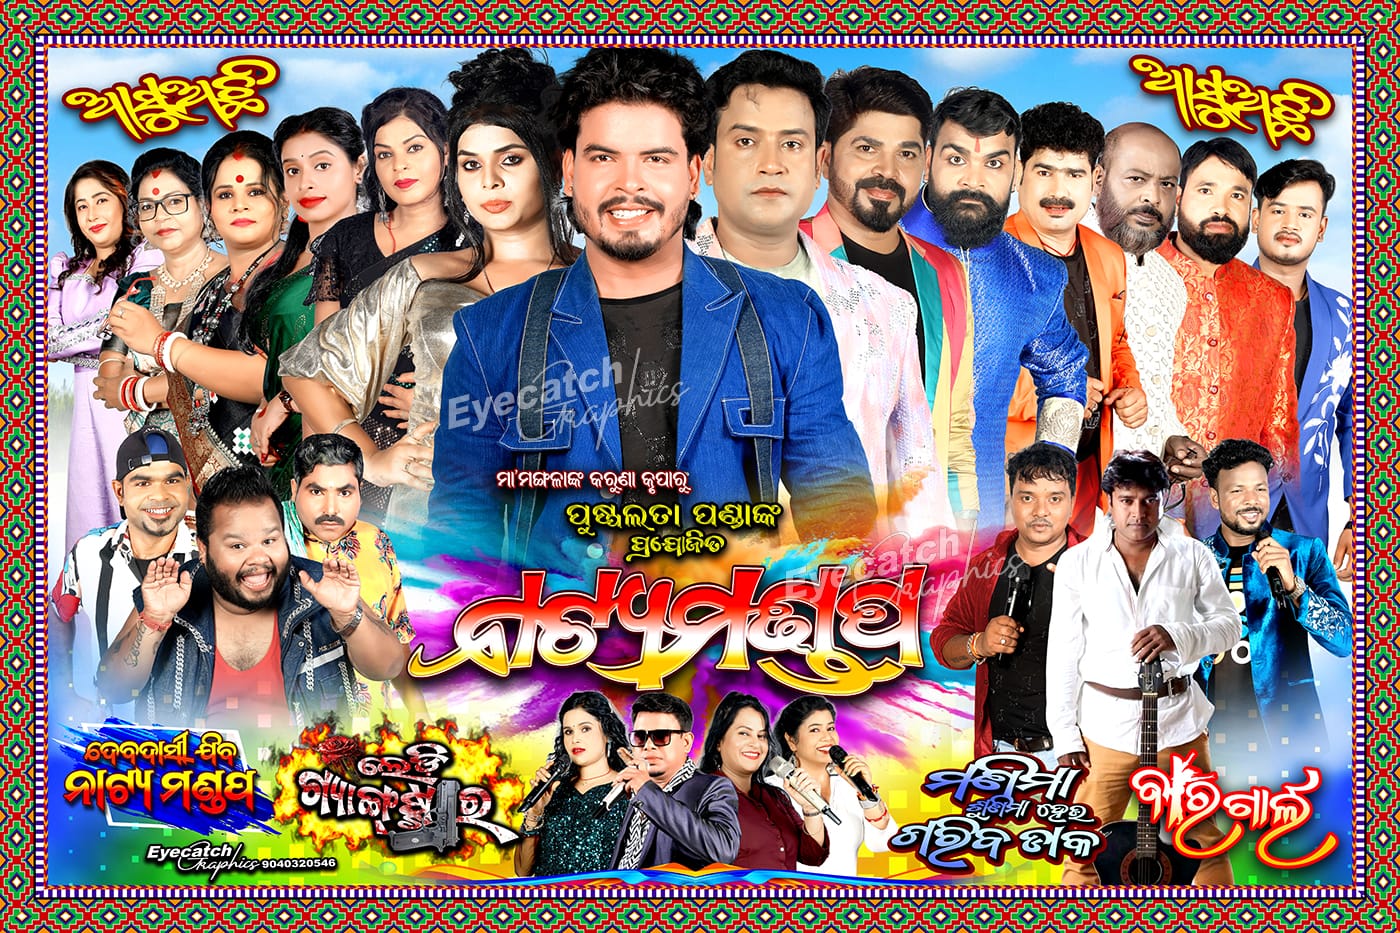 ଆସୁଅଛି
ଆସୁଅଛି
Eyecatch Graphics
ମା'ମଙ୍ଗଳାଙ୍କ କରୁଣା କୃପାରୁ
ପୁଷ୍ପଲତା ପଣ୍ଡାଙ୍କ
ପ୍ରଯୋଜିତ
Eyecatch Graphics
ନାଟ୍ୟମଣ୍ଡପ
ଦେବଦାସୀ ଶିବ
ନାଟ୍ୟ ମଣ୍ଡପ
ଲେଡି
ଗ୍ୟାଙ୍ଗଷ୍ଟାର
ମଣିମା
ଶୁଣିମା ହେଉ
ଗରିବ ଡାକ
ବାର ଗାର୍ଲ
Eyecatch Graphics 9040320546